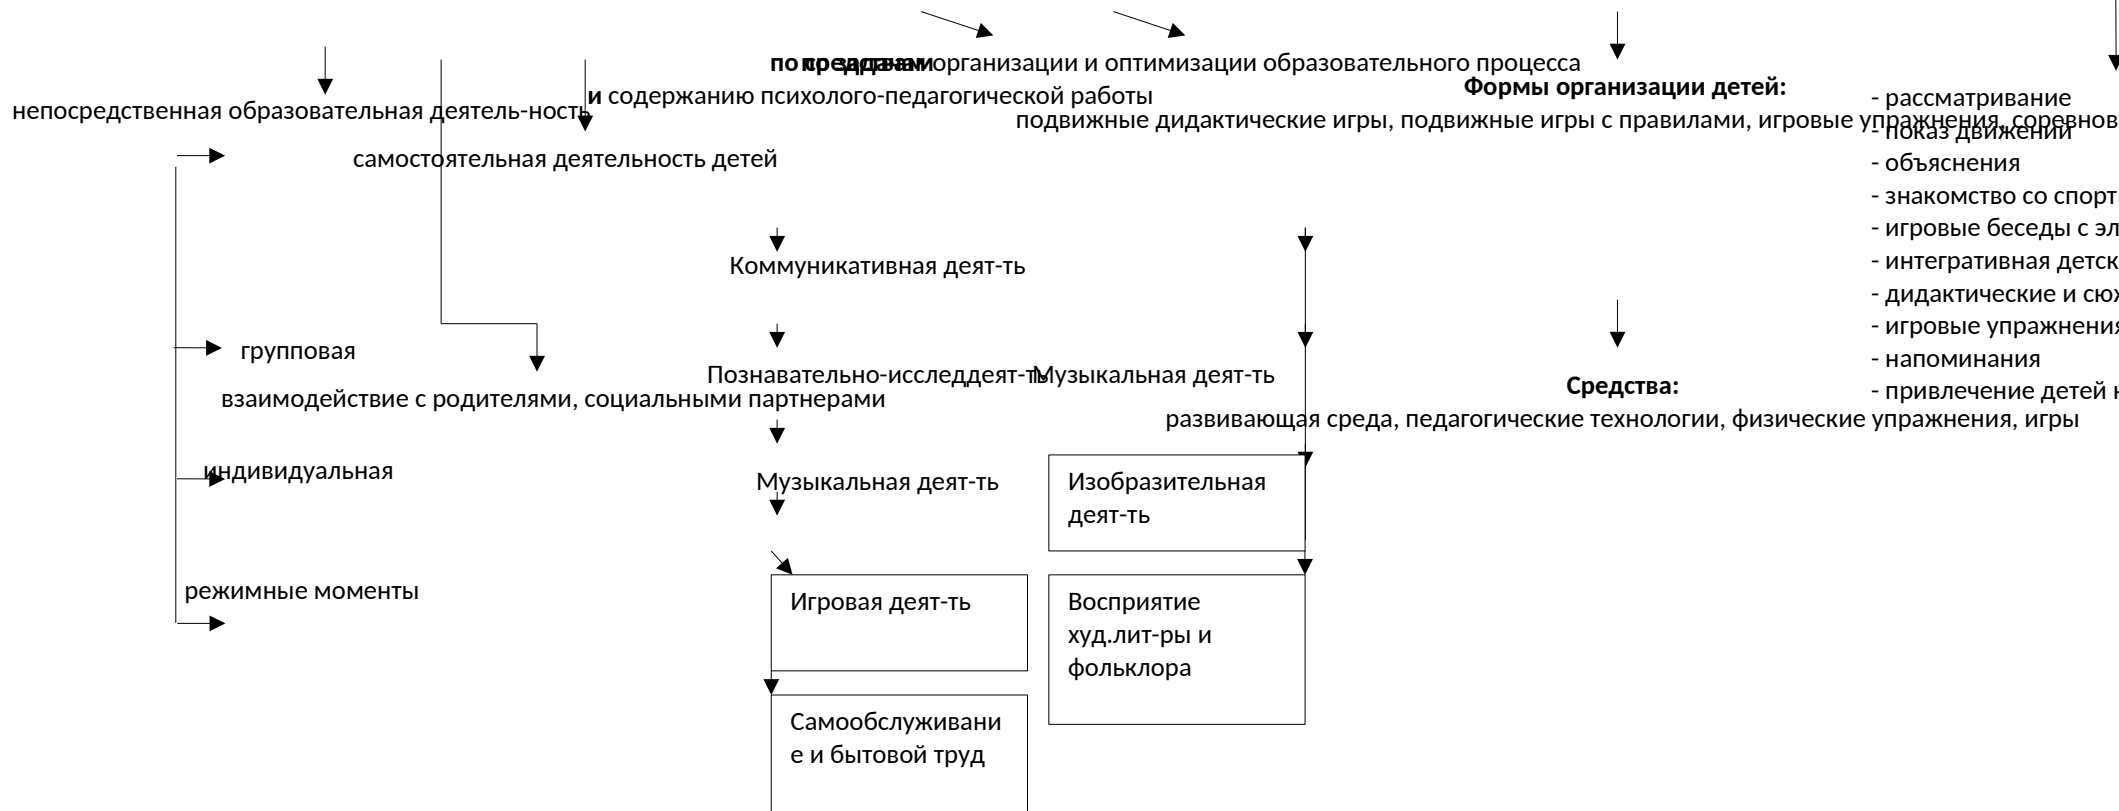 по задачам
по средствам организации и оптимизации образовательного процесса
и содержанию психолого-педагогической работы
непосредственная образовательная деятель-ность
самостоятельная деятельность детей
групповая
взаимодействие с родителями, социальными партнерами
индивидуальная
режимные моменты
Коммуникативная деят-ть
Познавательно-исследдеят-ть
Музыкальная деят-ть
Музыкальная деят-ть
Изобразительная
деят-ть
Игровая деят-ть
Восприятие
худ.лит-ры и
фольклора
Самообслуживани
е и бытовой труд
Формы организации детей:
подвижные дидактические игры, подвижные игры с правилами, игровые упражнения, соревнов
Средства:
развивающая среда, педагогические технологии, физические упражнения, игры
- рассматривание
- показ движений
- объяснения
- знакомство со спорт
- игровые беседы с эл
- интегративная детск
- дидактические и сюж
- игровые упражнения
- напоминания
- привлечение детей к